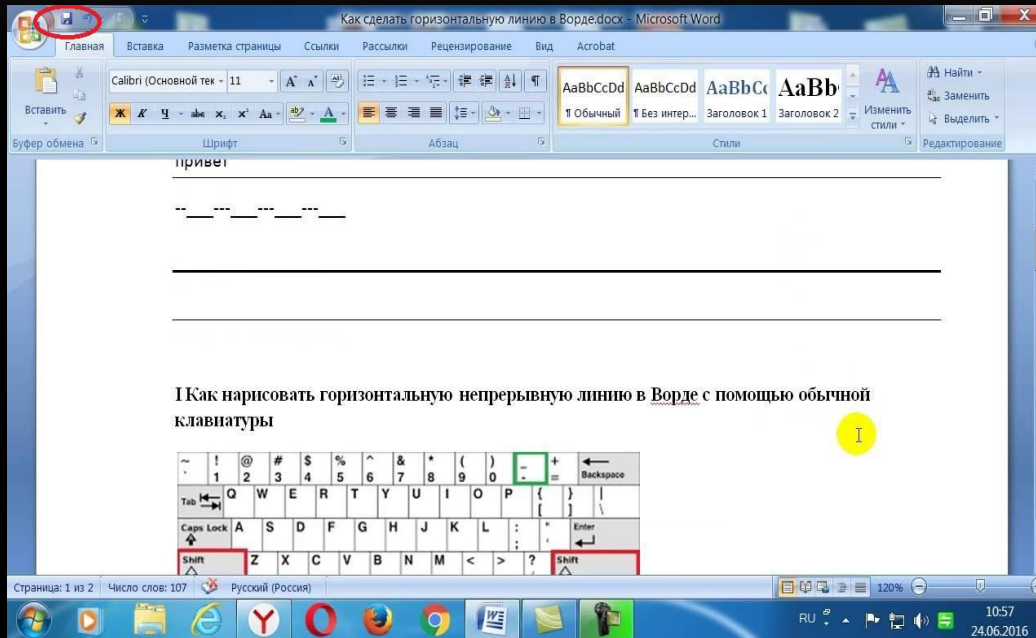 Как сделать горизонтальную линию в Ворде.docx - Microsoft Word
Главная Вставка Разметка страницы Ссылки Рассылки Рецензирование Вид Acrobat
Calibri (Основной тек 11
Вставить
Ж К Ч abe x₂ x² Aa
AaBbCcDd AaBbCcDd AaBbCc AaBb
¶ Обычный ¶ Без интер... Заголовок 1 Заголовок 2
Изменить стили
Найти
Заменить
Выделить
Буфер обмена Шрифт Абзац Стили Редактирование
привет
--___---___---___---___
I Как нарисовать горизонтальную непрерывную линию в Ворде с помощью обычной
клавиатуры
~ ! @ # $ % ^ & * ( ) _ +
` 1 2 3 4 5 6 7 8 9 0 - = Backspace
Tab Q W E R T Y U I O P { } |
[ ] \
Caps Lock A S D F G H J K L : " Enter
; '
Shift Z X C V B N M < > ? Shift
Страница: 1 из 2 Число слов: 107 Русский (Россия) 120%
RU 10:57
24.06.2016